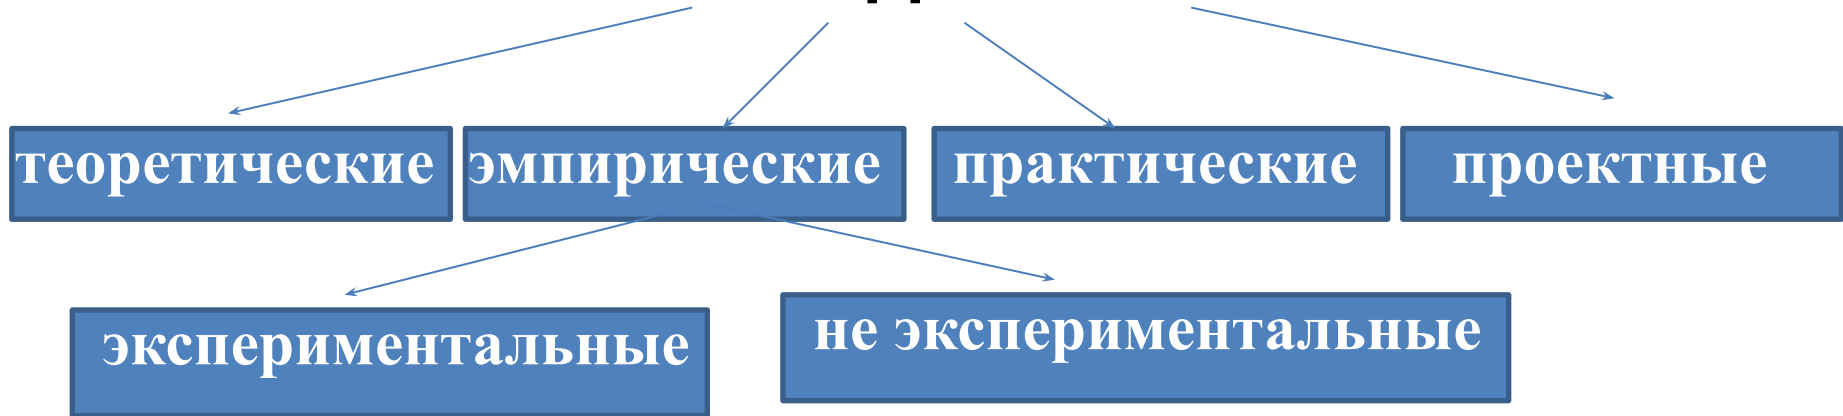 теоретические эмпирические практические проектные
экспериментальные не экспериментальные